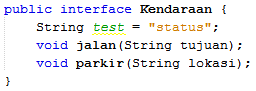 public interface Kendaraan {
    String test = "status";
    void jalan(String tujuan);
    void parkir(String lokasi);
}